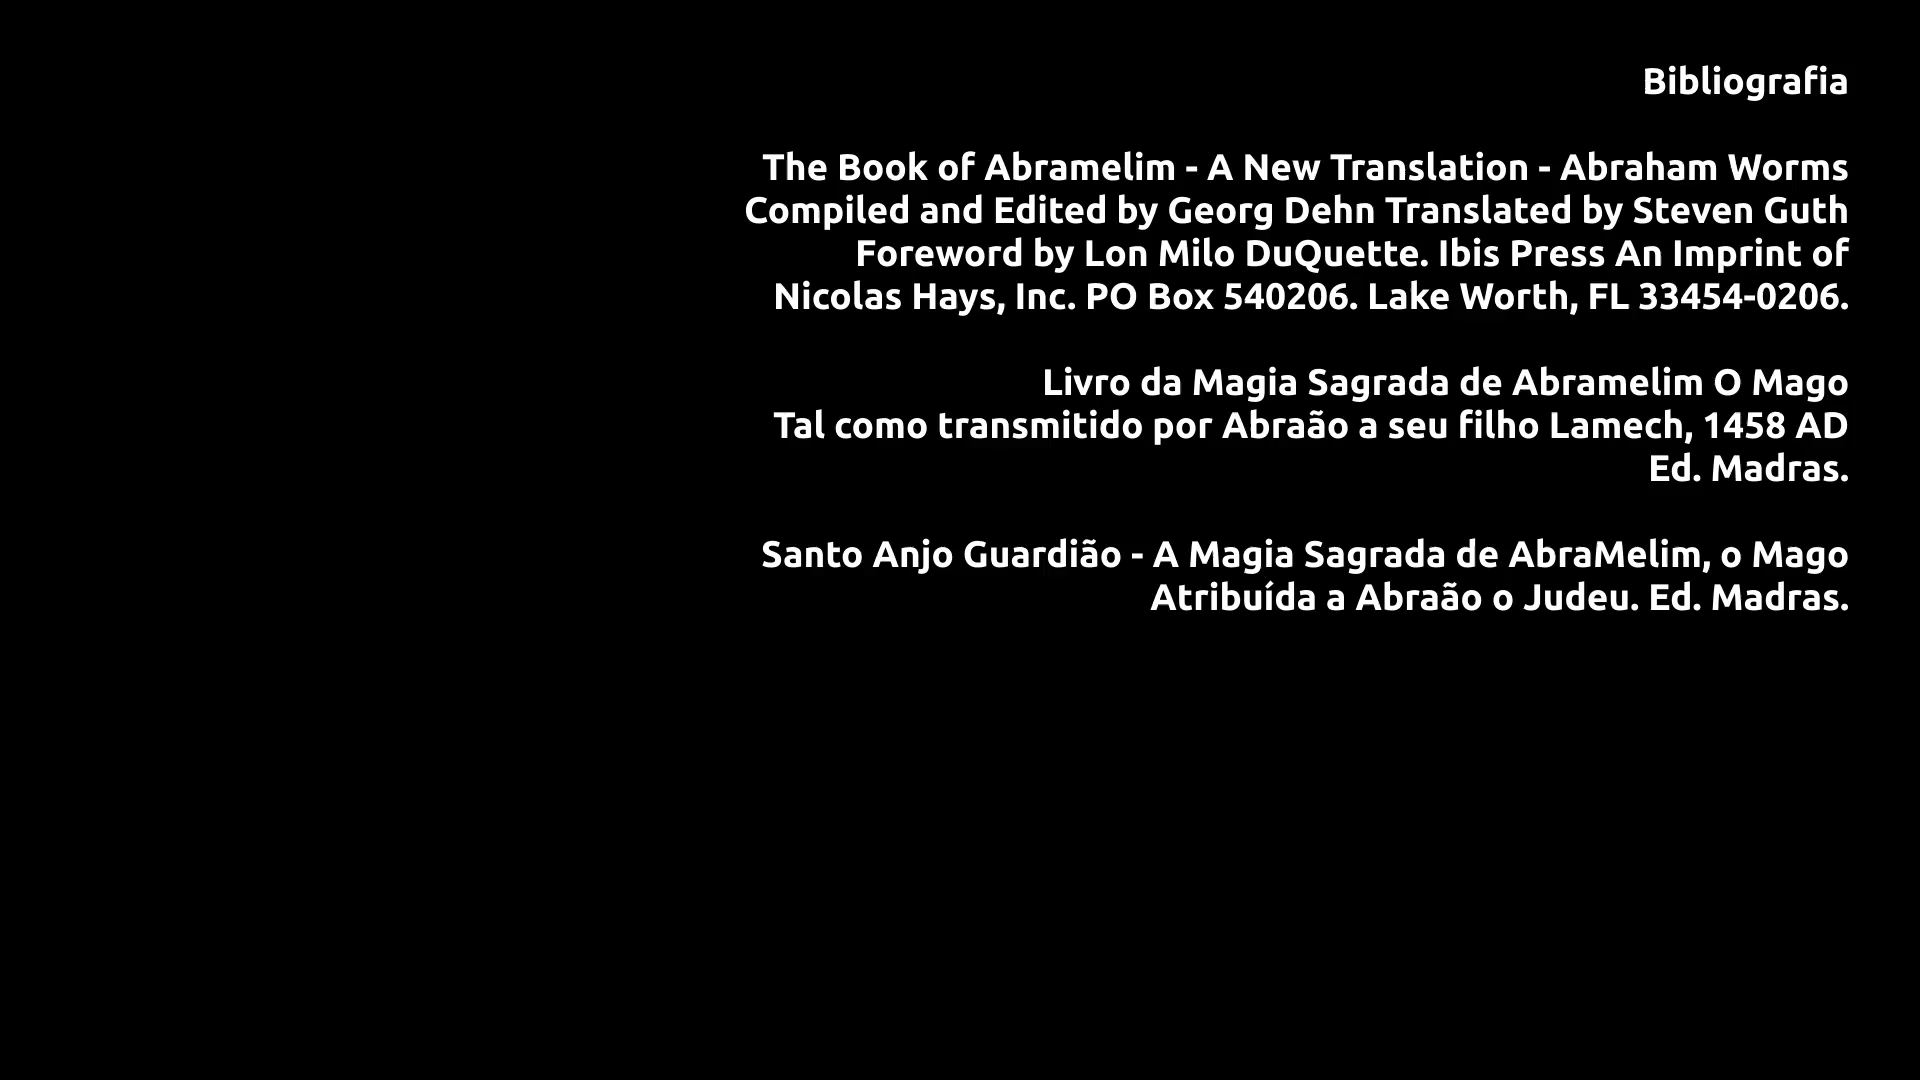 Bibliografia
The Book of Abramelim - A New Translation - Abraham Worms
Compiled and Edited by Georg Dehn Translated by Steven Guth
Foreword by Lon Milo DuQuette. Ibis Press An Imprint of
Nicolas Hays, Inc. PO Box 540206. Lake Worth, FL 33454-0206.
Livro da Magia Sagrada de Abramelim O Mago
Tal como transmitido por Abraão a seu filho Lamech, 1458 AD
Ed. Madras.
Santo Anjo Guardião - A Magia Sagrada de AbraMelim, o Mago
Atribuída a Abraão o Judeu. Ed. Madras.